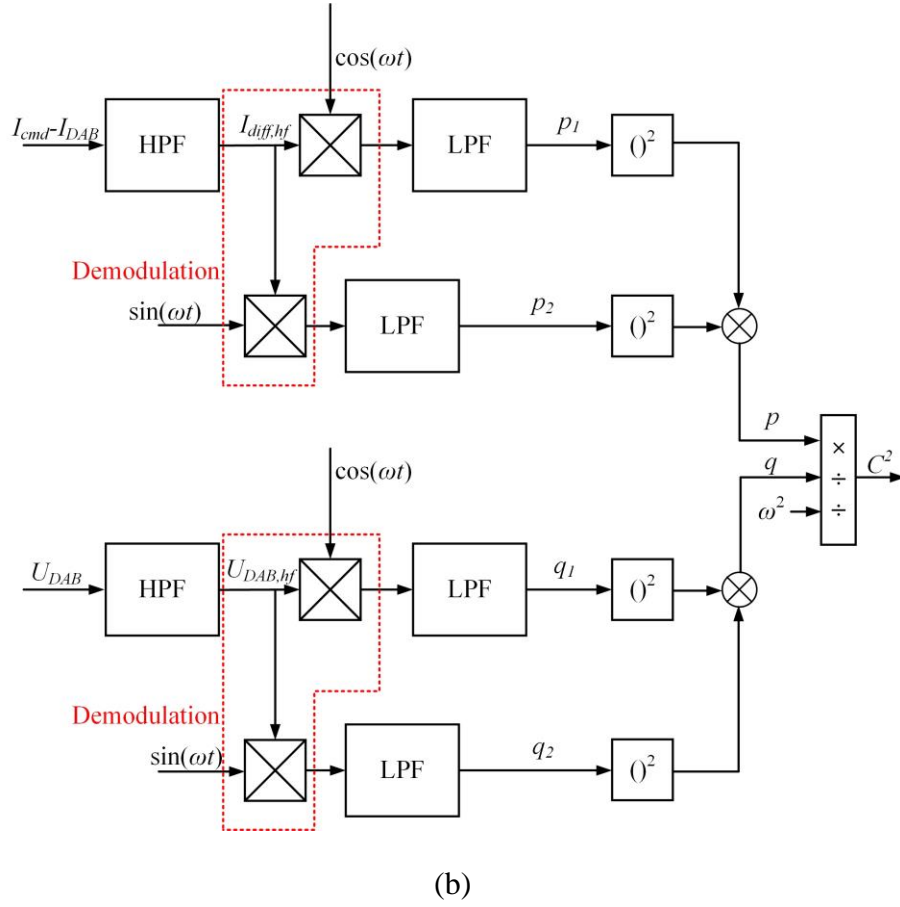 cos(ωt)
I_cmd-I_DAB
HPF
I_diff,hf
LPF
p_1
()^2
Demodulation
sin(ωt)
LPF
p_2
()^2
p
×
q
÷
C^2
ω^2
÷
cos(ωt)
U_DAB
HPF
U_DAB,hf
LPF
q_1
()^2
Demodulation
sin(ωt)
LPF
q_2
()^2
(b)